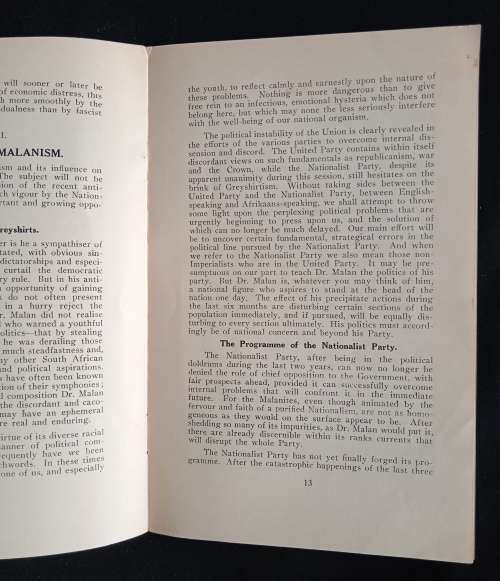 will sooner or later be
of economic distress, this
h more smoothly by the
dualness than by fascist
I.
MALANISM.
ism and its influence on
The subject will not be
sion of the recent anti-
ch vigour by the Nation-
rtant and growing oppo-
reyshirts.
er is he a sympathiser of
tated, with obvious sin-
dictatorships and especi-
curtail the democratic
ry rule. But in his anti-
opportunity of gaining
s do not often present
in a hurry reject the
r. Malan did not realise
l who warned a youthful
olitics—that by stealing
he was derailing those
much steadfastness and,
ny other South African
and political aspirations.
s have often been known
tion of their symphonies;
d composition Dr. Malan
the discordant and caco-
may have an ephemeral
re real and enduring.
irtue of its diverse racial
manner of political com-
requently have we been
tchwords. In these times
one of us, and especially
the youth, to reflect calmly and earnestly upon the nature of
these problems. Nothing is more dangerous than to give
free rein to an infectious, emotional hysteria which does not
belong here, but which may none the less seriously interfere
with the well-being of our national organism.
The political instability of the Union is clearly revealed in
the efforts of the various parties to overcome internal dis-
sension and discord. The United Party contains within itself
discordant views on such fundamentals as republicanism, war
and the Crown, while the Nationalist Party, despite its
apparent unanimity during this session, still hesitates on the
brink of Greyshirtism. Without taking sides between the
United Party and the Nationalist Party, between English-
speaking and Afrikaans-speaking, we shall attempt to throw
some light upon the perplexing political problems that are
urgently beginning to press upon us, and the solution of
which can no longer be much delayed. Our main effort will
be to uncover certain fundamental, strategical errors in the
political line pursued by the Nationalist Party. And when
we refer to the Nationalist Party we also mean those non-
Imperialists who are in the United Party. It may be pre-
sumptuous on our part to teach Dr. Malan the politics of his
party. But Dr. Malan is, whatever you may think of him,
a national figure who aspires to stand at the head of the
nation one day. The effect of his precipitate actions during
the last six months are disturbing certain sections of the
population immediately, and if pursued, will be equally dis-
turbing to every section ultimately. His politics must accord-
ingly be of national concern and beyond his Party.
The Programme of the Nationalist Party.
The Nationalist Party, after being in the political
doldrums during the last two years, can now no longer be
denied the role of chief opposition to the Government, with
fair prospects ahead, provided it can successfully overcome
internal problems that will confront it in the immediate
future. For the Malanites, even though animated by the
fervour and faith of a purified Nationalism, are not as homo-
geneous as they would on the surface appear to be. After
shedding so many of its impurities, as Dr. Malan would put it,
there are already discernible within its ranks currents that
will disrupt the whole Party.
The Nationalist Party has not yet finally forged its pro-
gramme. After the catastrophic happenings of the last three
13